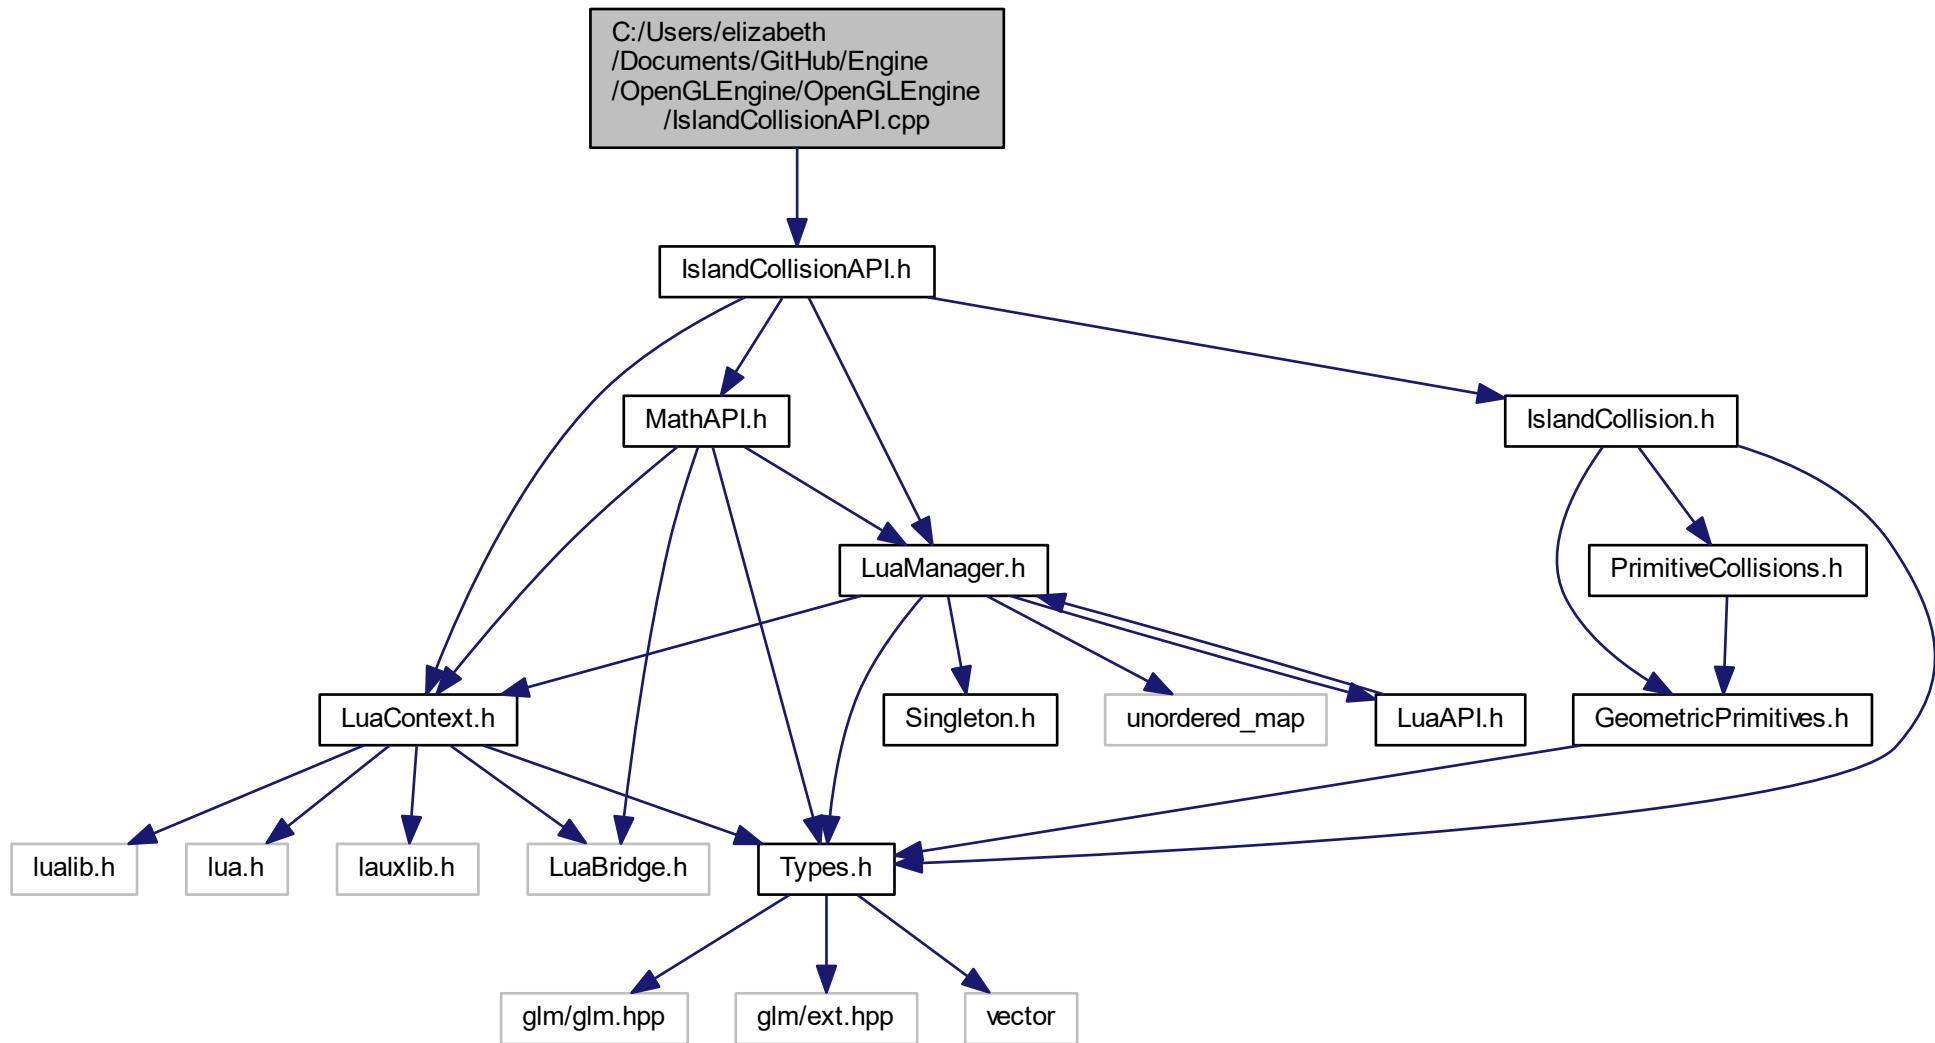 C:/Users/elizabeth
/Documents/GitHub/Engine
/OpenGLEngine/OpenGLEngine
/IslandCollisionAPI.cpp
IslandCollisionAPI.h
MathAPI.h
IslandCollision.h
LuaManager.h
PrimitiveCollisions.h
LuaContext.h
Singleton.h
unordered_map
LuaAPI.h
GeometricPrimitives.h
lualib.h
lua.h
lauxlib.h
LuaBridge.h
Types.h
glm/glm.hpp
glm/ext.hpp
vector